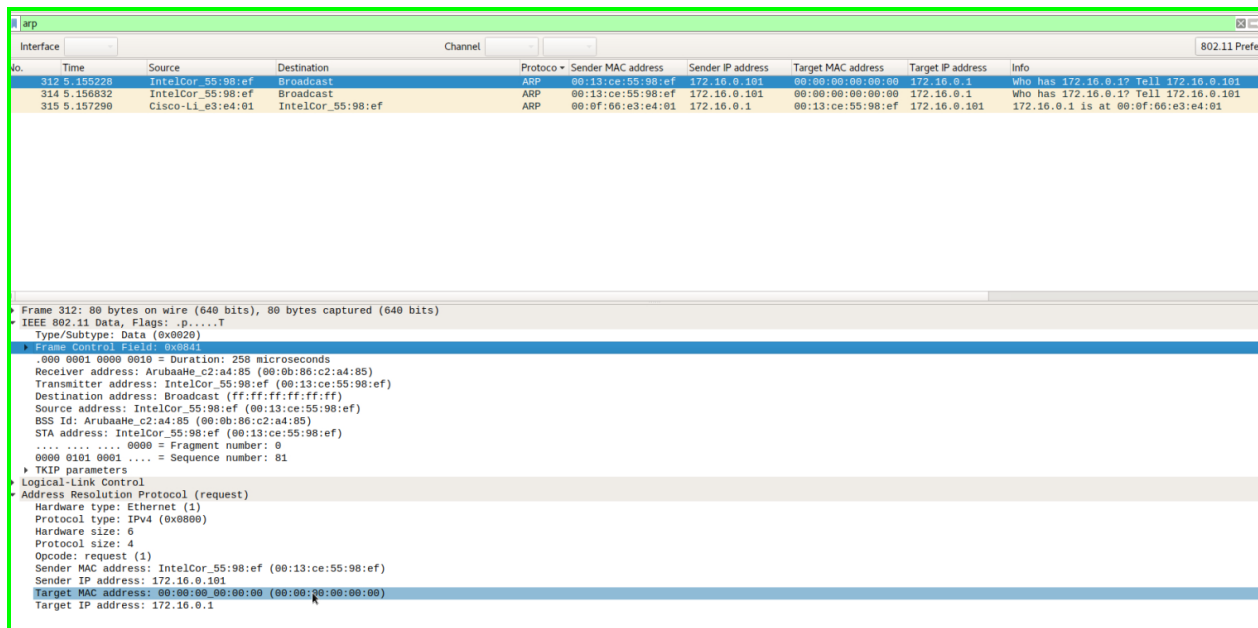 arp
Interface Channel 802.11 Prefe
No. Time Source Destination Protoco Sender MAC address Sender IP address Target MAC address Target IP address Info
312 5.155228 IntelCor_55:98:ef Broadcast ARP 00:13:ce:55:98:ef 172.16.0.101 00:00:00:00:00:00 172.16.0.1 Who has 172.16.0.1? Tell 172.16.0.101
314 5.156832 IntelCor_55:98:ef Broadcast ARP 00:13:ce:55:98:ef 172.16.0.101 00:00:00:00:00:00 172.16.0.1 Who has 172.16.0.1? Tell 172.16.0.101
315 5.157290 Cisco-Li_e3:e4:01 IntelCor_55:98:ef ARP 00:0f:66:e3:e4:01 172.16.0.1 00:13:ce:55:98:ef 172.16.0.101 172.16.0.1 is at 00:0f:66:e3:e4:01
Frame 312: 80 bytes on wire (640 bits), 80 bytes captured (640 bits)
IEEE 802.11 Data, Flags: .p.....T
Type/Subtype: Data (0x0020)
Frame Control Field: 0x0841
.000 0001 0000 0010 = Duration: 258 microseconds
Receiver address: ArubaaHe_c2:a4:85 (00:0b:86:c2:a4:85)
Transmitter address: IntelCor_55:98:ef (00:13:ce:55:98:ef)
Destination address: Broadcast (ff:ff:ff:ff:ff:ff)
Source address: IntelCor_55:98:ef (00:13:ce:55:98:ef)
BSS Id: ArubaaHe_c2:a4:85 (00:0b:86:c2:a4:85)
STA address: IntelCor_55:98:ef (00:13:ce:55:98:ef)
.... .... .... 0000 = Fragment number: 0
0000 0101 0001 .... = Sequence number: 81
TKIP parameters
Logical-Link Control
Address Resolution Protocol (request)
Hardware type: Ethernet (1)
Protocol type: IPv4 (0x0800)
Hardware size: 6
Protocol size: 4
Opcode: request (1)
Sender MAC address: IntelCor_55:98:ef (00:13:ce:55:98:ef)
Sender IP address: 172.16.0.101
Target MAC address: 00:00:00_00:00:00 (00:00:00:00:00:00)
Target IP address: 172.16.0.1